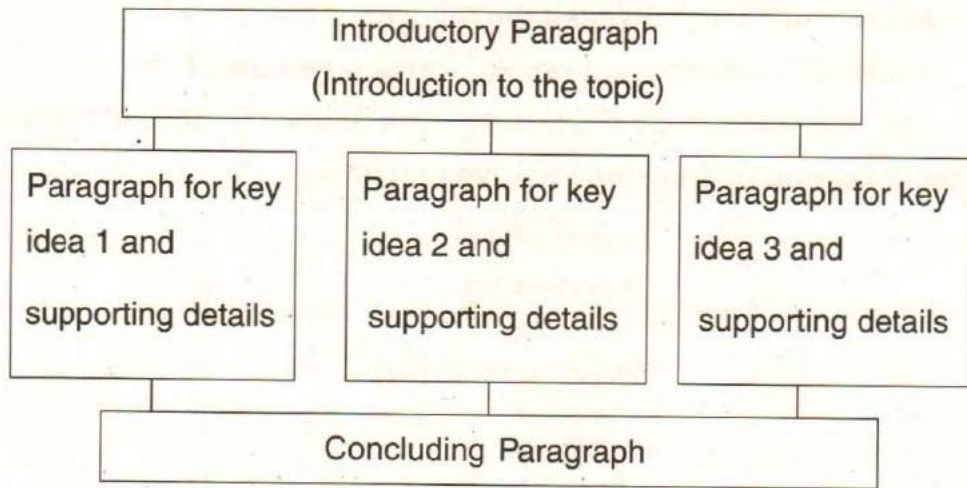 Introductory Paragraph
(Introduction to the topic)
Paragraph for key
idea 1 and
supporting details
Paragraph for key
idea 2 and
supporting details
Paragraph for key
idea 3 and
supporting details
Concluding Paragraph